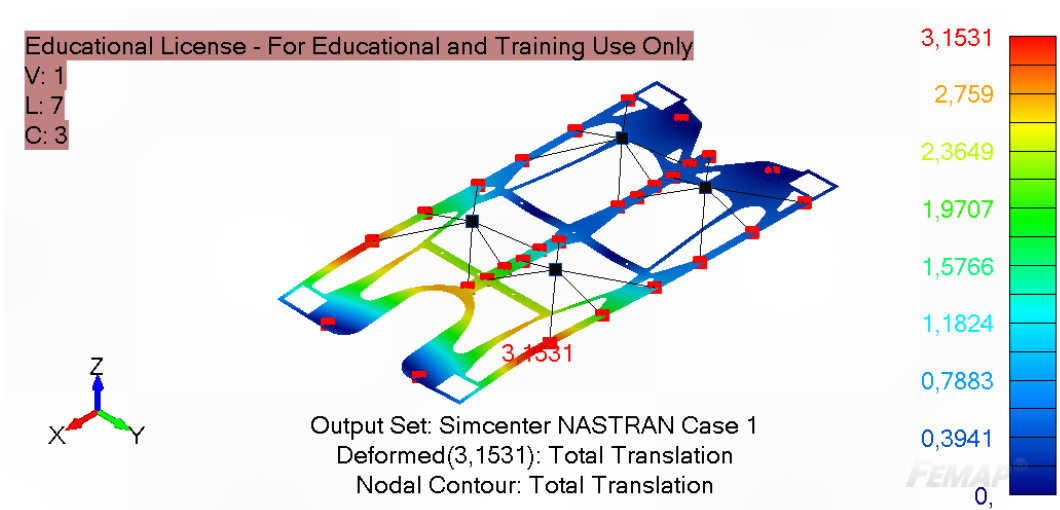 Educational License - For Educational and Training Use Only
V: 1
L: 7
C: 3
3,1531
2,759
2,3649
1,9707
1,5766
1,1824
0,7883
0,3941
0,
3,1531
Z
X
Y
Output Set: Simcenter NASTRAN Case 1
Deformed(3,1531): Total Translation
Nodal Contour: Total Translation
FEMAP®